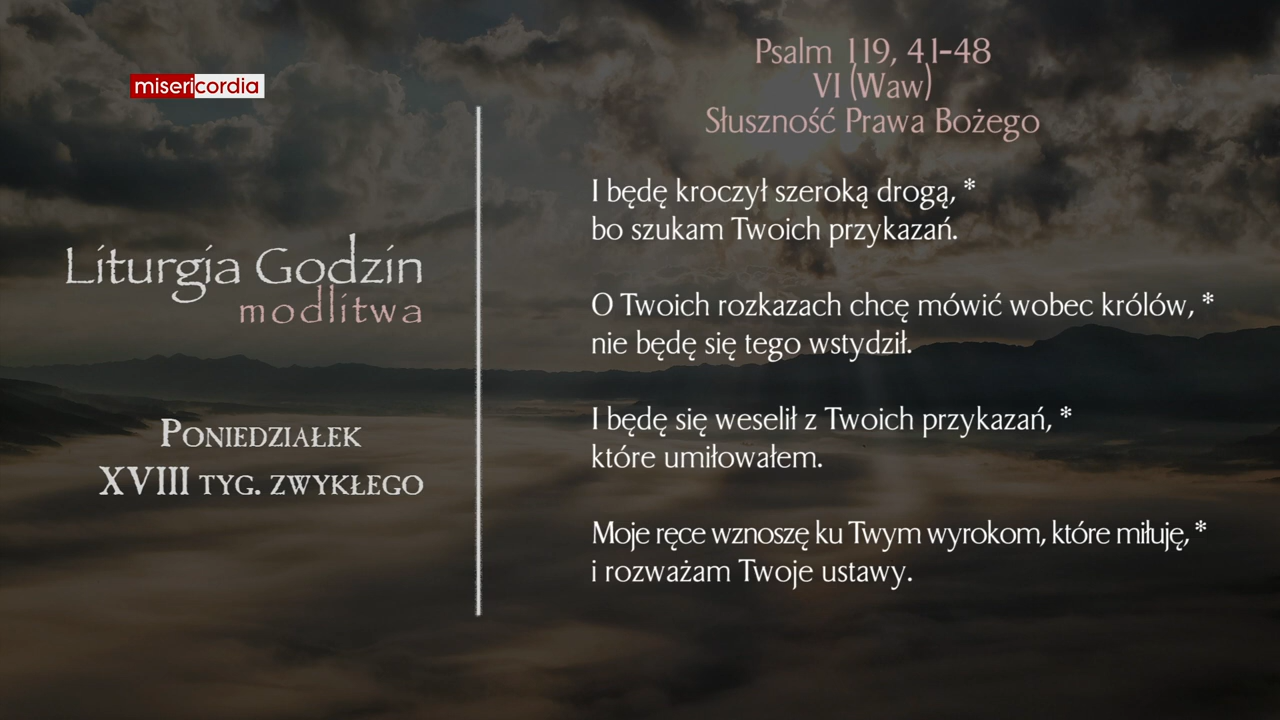 misericordia
Liturgia Godzin
modlitwa
Poniedziałek
XVIII tyg. zwykłego
Psalm 119, 41-48
VI (Waw)
Słuszność Prawa Bożego
I będę kroczył szeroką drogą, *
bo szukam Twoich przykazań.
O Twoich rozkazach chcę mówić wobec królów, *
nie będę się tego wstydził.
I będę się weselił z Twoich przykazań, *
które umiłowałem.
Moje ręce wznoszę ku Twym wyrokom, które miłuję, *
i rozważam Twoje ustawy.